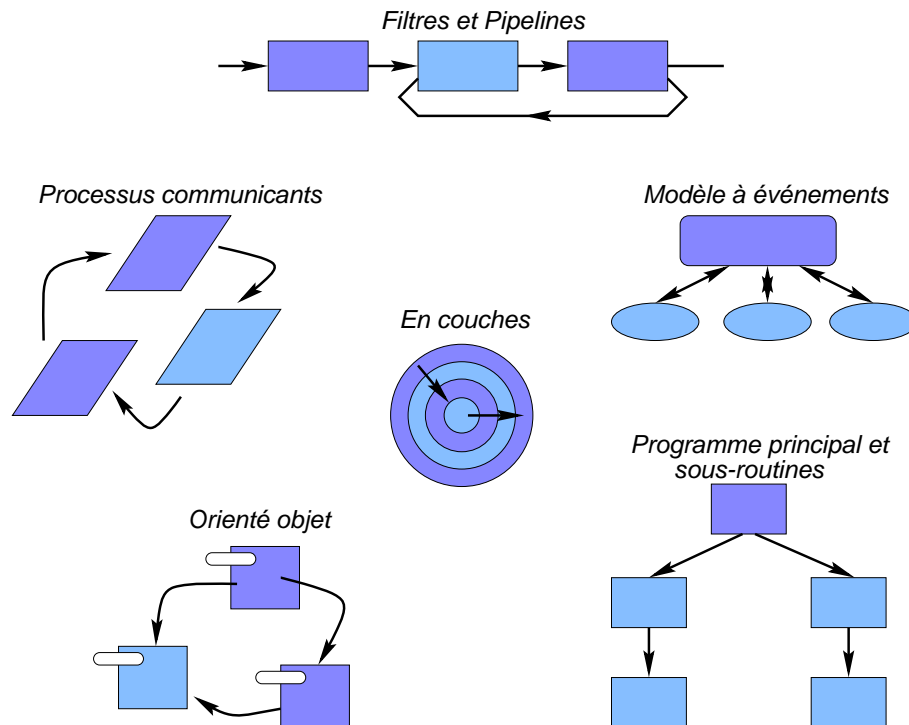 Filtres et Pipelines
Processus communicants
Modèle à événements
En couches
Programme principal et
sous-routines
Orienté objet